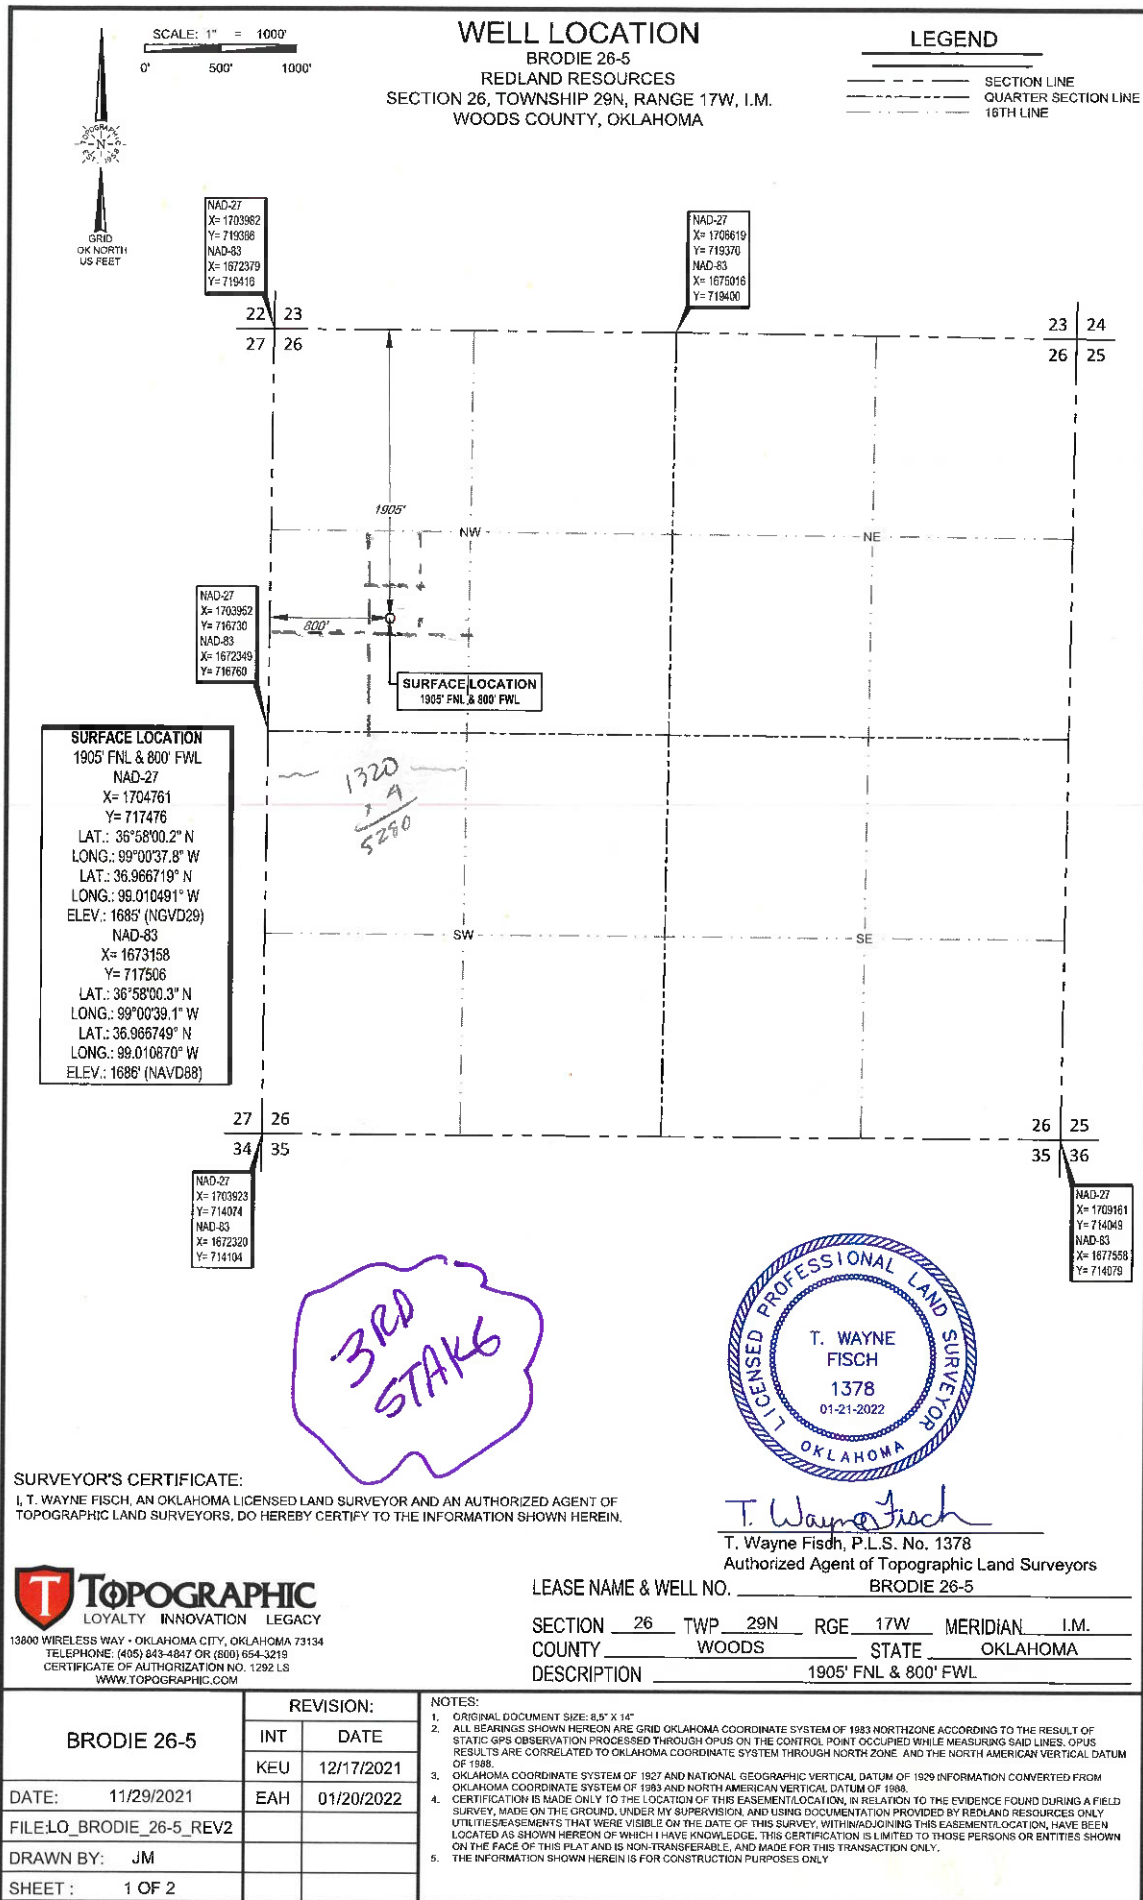 SCALE: 1" = 1000'
0' 500' 1000'
TOPOGRAPHIC
N
EST. 1958
GRID
OK NORTH
US FEET
WELL LOCATION
BRODIE 26-5
REDLAND RESOURCES
SECTION 26, TOWNSHIP 29N, RANGE 17W, I.M.
WOODS COUNTY, OKLAHOMA
LEGEND
SECTION LINE
QUARTER SECTION LINE
16TH LINE
NAD-27
X= 1703982
Y= 719386
NAD-83
X= 1672379
Y= 719416
NAD-27
X= 1706619
Y= 719370
NAD-83
X= 1675016
Y= 719400
22 23
27 26
23 24
26 25
1905'
NW
NE
NAD-27
X= 1703952
Y= 716730
NAD-83
X= 1672349
Y= 716760
800'
SURFACE LOCATION
1905' FNL & 800' FWL
SURFACE LOCATION
1905' FNL & 800' FWL
NAD-27
X= 1704761
Y= 717476
LAT.: 36°58'00.2" N
LONG.: 99°00'37.8" W
LAT.: 36.966719° N
LONG.: 99.010491° W
ELEV.: 1685' (NGVD29)
NAD-83
X= 1673158
Y= 717506
LAT.: 36°58'00.3" N
LONG.: 99°00'39.1" W
LAT.: 36.966749° N
LONG.: 99.010870° W
ELEV.: 1686' (NAVD88)
1320
4
5280
SW
SE
27 26
34 35
26 25
35 36
NAD-27
X= 1703923
Y= 714074
NAD-83
X= 1672320
Y= 714104
NAD-27
X= 1709161
Y= 714049
NAD-83
X= 1677558
Y= 714079
3RD
STAKE
LICENSED PROFESSIONAL LAND SURVEYOR
T. WAYNE
FISCH
1378
01-21-2022
OKLAHOMA
SURVEYOR'S CERTIFICATE:
I, T. WAYNE FISCH, AN OKLAHOMA LICENSED LAND SURVEYOR AND AN AUTHORIZED AGENT OF
TOPOGRAPHIC LAND SURVEYORS, DO HEREBY CERTIFY TO THE INFORMATION SHOWN HEREIN.
T. Wayne Fisch
T. Wayne Fisch, P.L.S. No. 1378
Authorized Agent of Topographic Land Surveyors
T TOPOGRAPHIC
LOYALTY INNOVATION LEGACY
13800 WIRELESS WAY • OKLAHOMA CITY, OKLAHOMA 73134
TELEPHONE: (405) 843-4847 OR (800) 654-3219
CERTIFICATE OF AUTHORIZATION NO. 1292 LS
WWW.TOPOGRAPHIC.COM
LEASE NAME & WELL NO. BRODIE 26-5
SECTION 26 TWP 29N RGE 17W MERIDIAN I.M.
COUNTY WOODS STATE OKLAHOMA
DESCRIPTION 1905' FNL & 800' FWL
BRODIE 26-5
REVISION:
INT DATE
KEU 12/17/2021
DATE: 11/29/2021 EAH 01/20/2022
FILE:LO_BRODIE_26-5_REV2
DRAWN BY: JM
SHEET : 1 OF 2
NOTES:
1. ORIGINAL DOCUMENT SIZE: 8.5" X 14"
2. ALL BEARINGS SHOWN HEREON ARE GRID OKLAHOMA COORDINATE SYSTEM OF 1983 NORTHZONE ACCORDING TO THE RESULT OF
STATIC GPS OBSERVATION PROCESSED THROUGH OPUS ON THE CONTROL POINT OCCUPIED WHILE MEASURING SAID LINES. OPUS
RESULTS ARE CORRELATED TO OKLAHOMA COORDINATE SYSTEM THROUGH NORTH ZONE AND THE NORTH AMERICAN VERTICAL DATUM
OF 1988.
3. OKLAHOMA COORDINATE SYSTEM OF 1927 AND NATIONAL GEOGRAPHIC VERTICAL DATUM OF 1929 INFORMATION CONVERTED FROM
OKLAHOMA COORDINATE SYSTEM OF 1983 AND NORTH AMERICAN VERTICAL DATUM OF 1988.
4. CERTIFICATION IS MADE ONLY TO THE LOCATION OF THIS EASEMENT/LOCATION, IN RELATION TO THE EVIDENCE FOUND DURING A FIELD
SURVEY, MADE ON THE GROUND, UNDER MY SUPERVISION, AND USING DOCUMENTATION PROVIDED BY REDLAND RESOURCES ONLY
UTILITIES/EASEMENTS THAT WERE VISIBLE ON THE DATE OF THIS SURVEY, WITHIN/ADJOINING THIS EASEMENT/LOCATION, HAVE BEEN
LOCATED AS SHOWN HEREON OF WHICH I HAVE KNOWLEDGE. THIS CERTIFICATION IS LIMITED TO THOSE PERSONS OR ENTITIES SHOWN
ON THE FACE OF THIS PLAT AND IS NON-TRANSFERABLE, AND MADE FOR THIS TRANSACTION ONLY.
5. THE INFORMATION SHOWN HEREIN IS FOR CONSTRUCTION PURPOSES ONLY